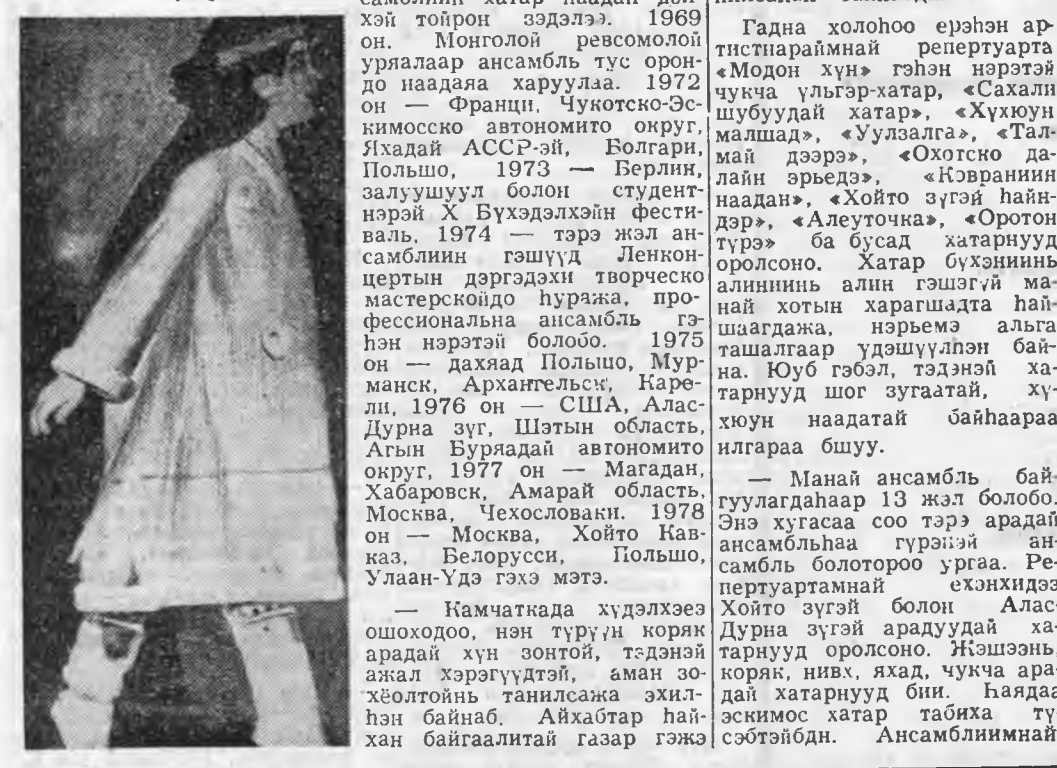 хэй тойрон зэдэлээ. 1969
он. Монголой ревсомолой
уряалаар ансамбль тус орон-
до наадаяа харуулаа. 1972
он — Франци, Чукотско-Эс-
кимосско автономито округ,
Яхадай АССР-эй, Болгари,
Польшо, 1973 — Берлин,
залуушуул болон студент-
нэрэй X Бүхэдэлхэйн фести-
валь, 1974 — тэрэ жэл ан-
самблиин гэшүүд Ленкон-
цертын дэргэдэхи творческо
мастерскойдо һуража, про-
фессиональна ансамбль гэ-
һэн нэрэтэй болобо. 1975
он — дахяад Польшо, Мур-
манск, Архангельск, Каре-
ли, 1976 он — США, Алас-
Дурна зүг, Шэтын область,
Агын Буряадай автономито
округ, 1977 он — Магадан,
Хабаровск, Амарай область,
Москва, Чехословаки. 1978
он — Москва, Хойто Кав-
каз, Белорусси, Польшо,
Улаан-Үдэ гэхэ мэтэ.
— Камчаткада хүдэлхэеэ
ошоходоо, нэн түрүүн коряк
арадай хүн зонтой, тэдэнэй
ажал хэрэгүүдтэй, аман зо-
хёолтойнь танилсажа эхил-
һэн байнаб. Айхабтар һай-
хан байгаалитай газар гэжэ
Гадна холоһоо ерэһэн ар-
тистнараймнай репертуарта
«Модон хүн» гэһэн нэрэтэй
чукча үльгэр-хатар, «Сахали
шубуудай хатар», «Хүхюун
малшад», «Уулзалга», «Тал-
май дээрэ», «Охотско да-
лайн эрьедэ», «Ковраниин
наадан», «Хойто зүгэй һайн-
дэр», «Алеуточка», «Оротон
түрэ» ба бусад хатарнууд
оролсоно. Хатар бүхэниинь
алиниинь алин гэшэгүй ма-
най хотын харагшадта һай-
шаагдажа, нэрьемэ альга
ташалгаар үдэшүүлһэн бай-
на. Юуб гэбэл, тэдэнэй ха-
тарнууд шог зугаатай, хү-
хюун наадатай байһаараа
илгараа бшуу.
— Манай ансамбль бай-
гуулагдаһаар 13 жэл болобо.
Энэ хугасаа соо тэрэ арадай
ансамбльһаа гүрэнэй ан-
самбль болотороо ургаа. Ре-
пертуартамнай ехэнхидээ
Хойто зүгэй болон Алас-
Дурна зүгэй арадуудай ха-
тарнууд оролсоно. Жэшээнь,
коряк, нивх, яхад, чукча ара-
дай хатарнууд бии. Һаядаа
эскимос хатар табиха тү-
сэбтэйбди. Ансамблиимнай